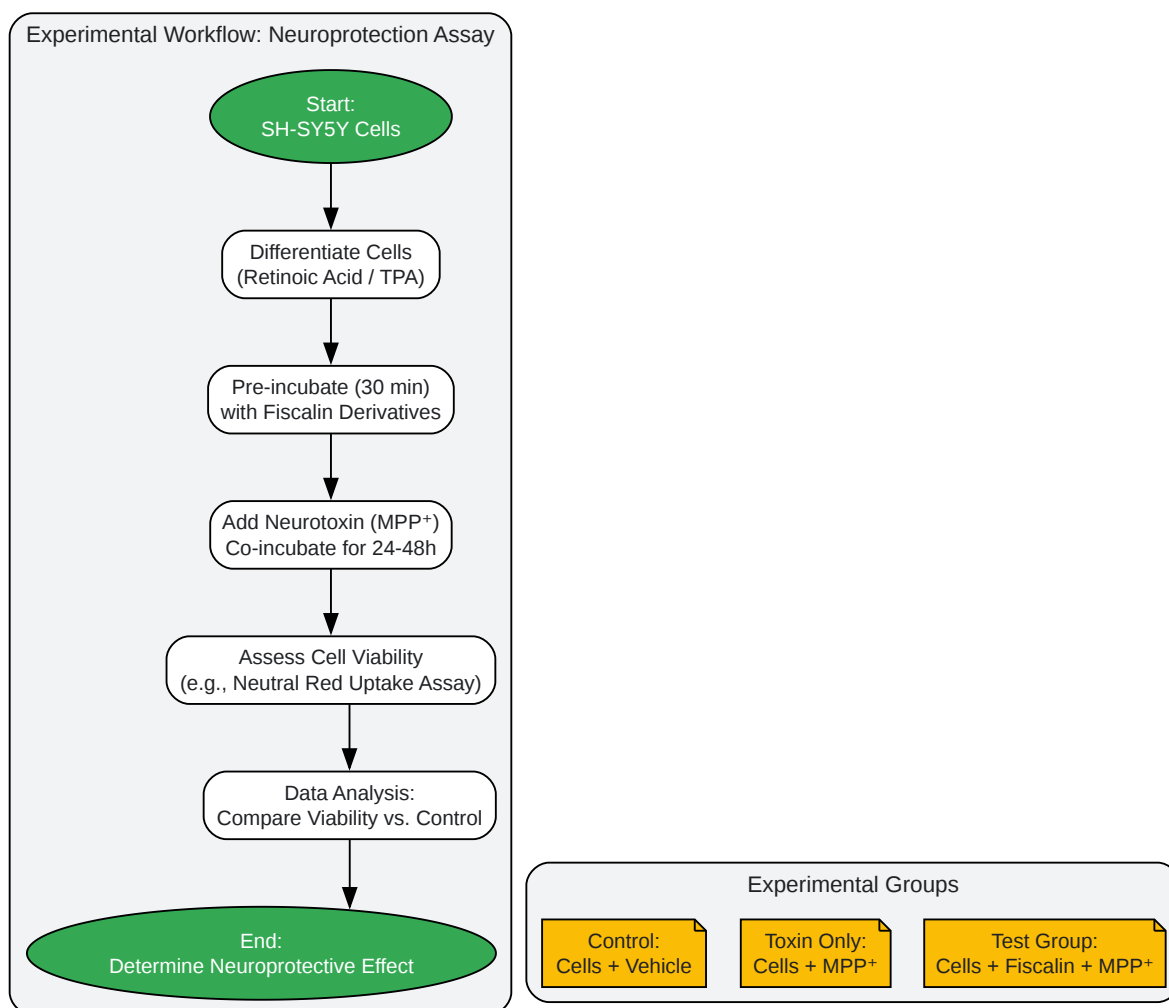 Experimental Workflow: Neuroprotection Assay
Start:
SH-SY5Y Cells
Differentiate Cells
(Retinoic Acid / TPA)
Pre-incubate (30 min)
with Fiscalin Derivatives
Add Neurotoxin (MPP⁺)
Co-incubate for 24-48h
Assess Cell Viability
(e.g., Neutral Red Uptake Assay)
Data Analysis:
Compare Viability vs. Control
End:
Determine Neuroprotective Effect
Experimental Groups
Control:
Cells + Vehicle
Toxin Only:
Cells + MPP⁺
Test Group:
Cells + Fiscalin + MPP⁺